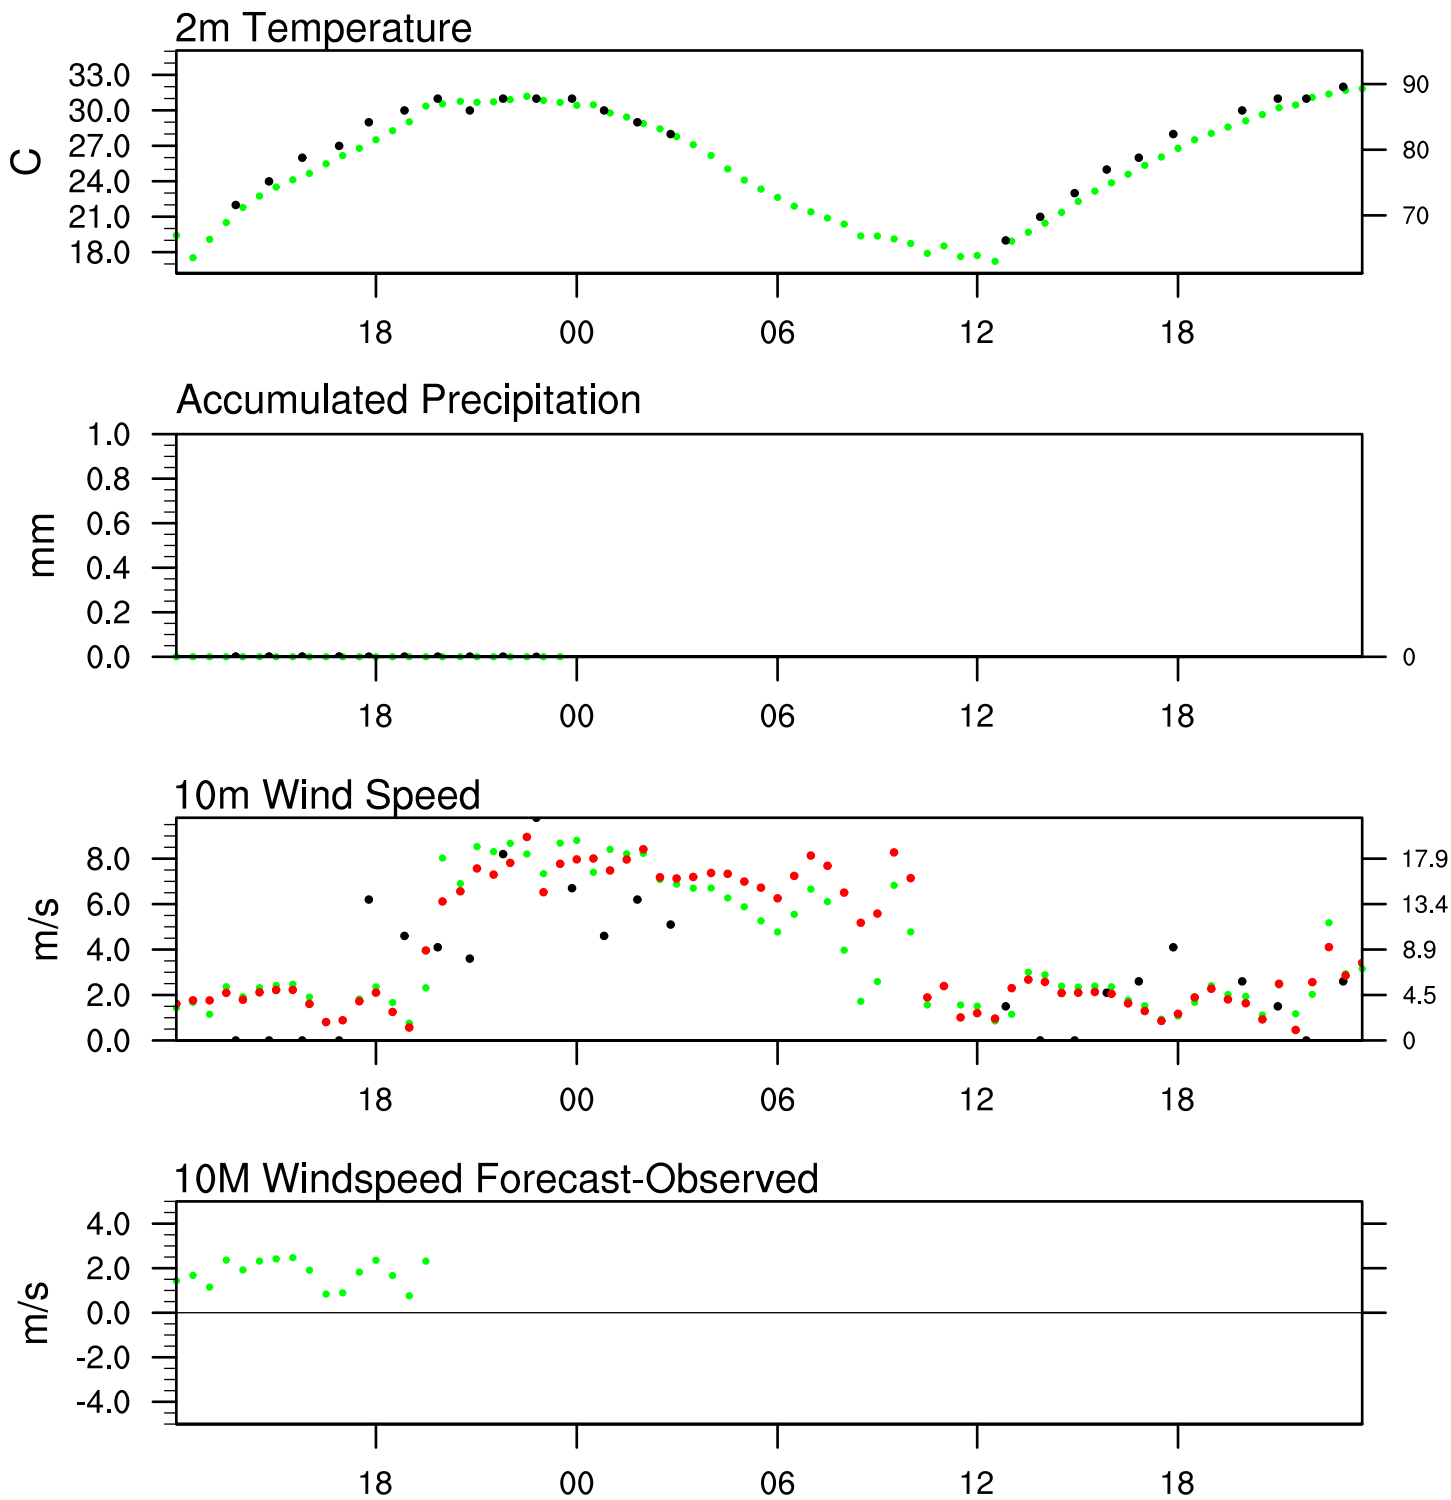 2m Temperature
33.0
30.0
27.0
24.0
21.0
18.0
C
90
80
70
18 00 06 12 18
Accumulated Precipitation
1.0
0.8
0.6
0.4
0.2
0.0
mm
0
18 00 06 12 18
10m Wind Speed
8.0
6.0
4.0
2.0
0.0
m/s
17.9
13.4
8.9
4.5
0
18 00 06 12 18
10M Windspeed Forecast-Observed
4.0
2.0
0.0
-2.0
-4.0
m/s
18 00 06 12 18